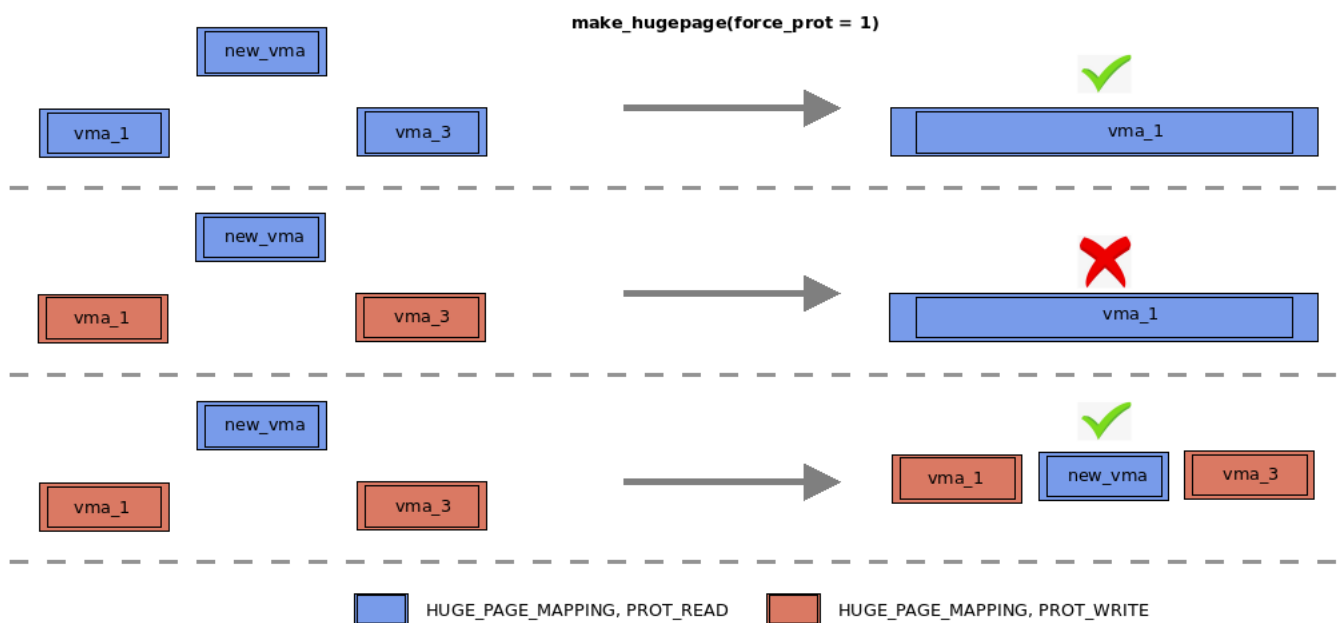 make_hugepage(force_prot = 1)
new_vma
vma_1
vma_3
vma_1
new_vma
vma_1
vma_3
vma_1
new_vma
vma_1
vma_3
vma_1
new_vma
vma_3
HUGE_PAGE_MAPPING, PROT_READ
HUGE_PAGE_MAPPING, PROT_WRITE